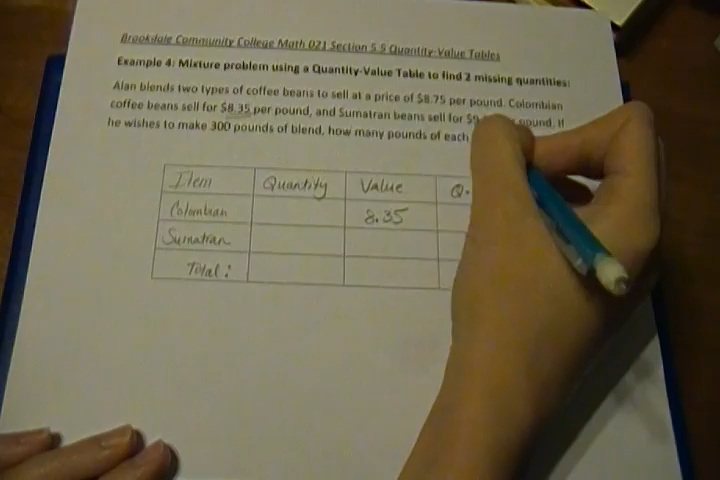 Brookdale Community College Math 021 Section 5.5 Quantity-Value Tables
Example 4: Mixture problem using a Quantity-Value Table to find 2 missing quantities:
Alan blends two types of coffee beans to sell at a price of $8.75 per pound. Colombian
coffee beans sell for $8.35 per pound, and Sumatran beans sell for $9 pound. If
he wishes to make 300 pounds of blend, how many pounds of each
Item Quantity Value Q.
Colombian 8.35
Sumatran
Total: